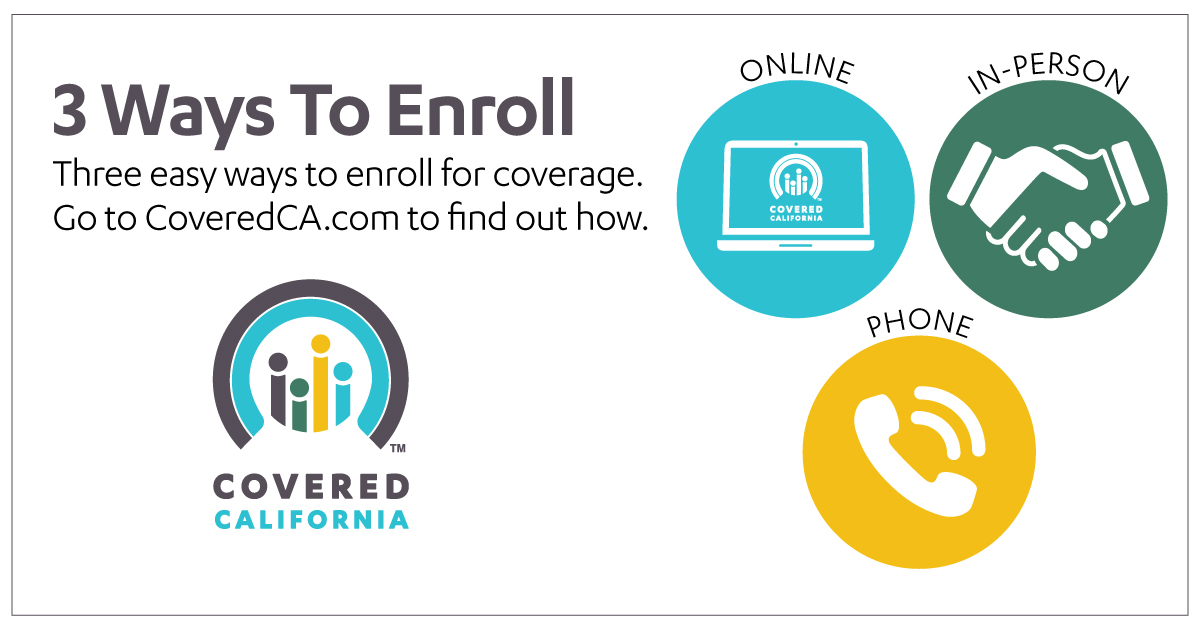 3 Ways To Enroll
Three easy ways to enroll for coverage.
Go to CoveredCA.com to find out how.
ONLINE
COVERED
CALIFORNIA
IN-PERSON
PHONE
TM
COVERED
CALIFORNIA